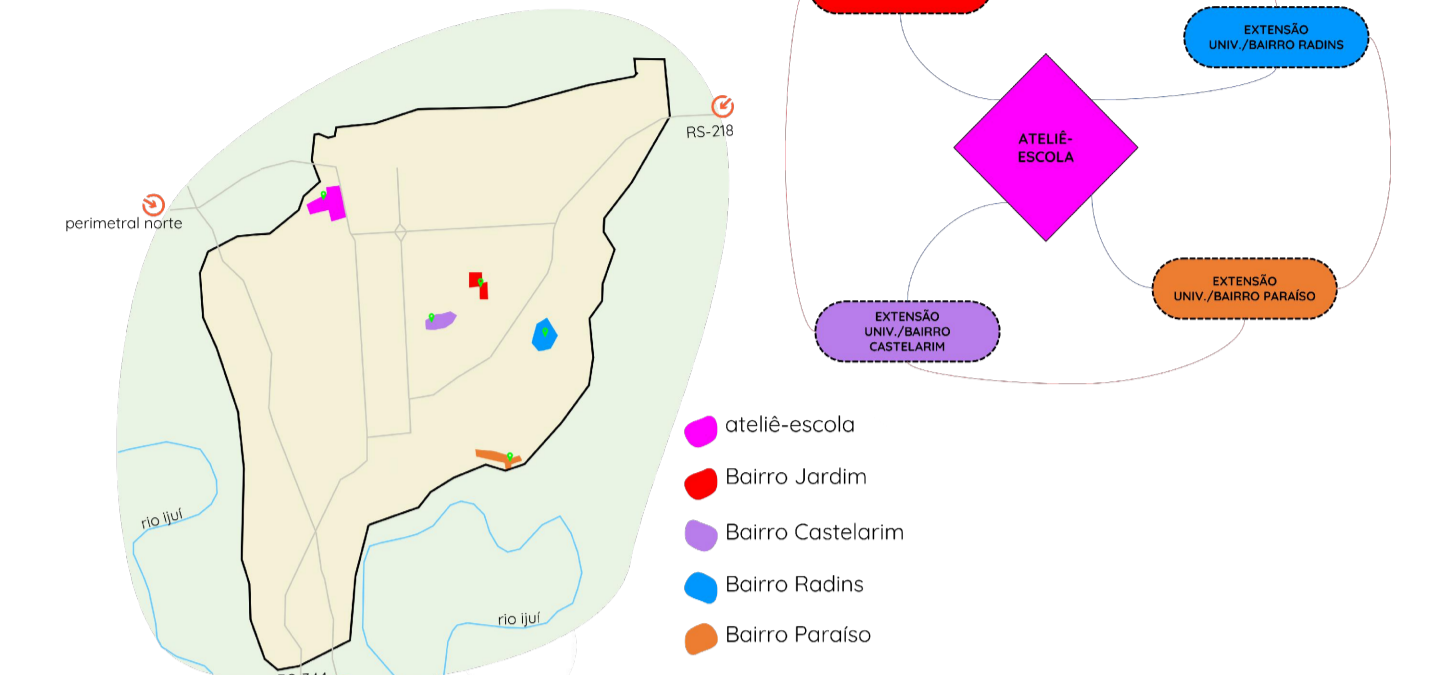 EXTENSÃO
UNIV./BAIRRO RADINS
RS-218
ATELIÊ-
ESCOLA
perimetral norte
EXTENSÃO
UNIV./BAIRRO PARAÍSO
EXTENSÃO
UNIV./BAIRRO
CASTELARIM
ateliê-escola
Bairro Jardim
rio ijuí
Bairro Castelarim
Bairro Radins
rio ijuí
Bairro Paraíso